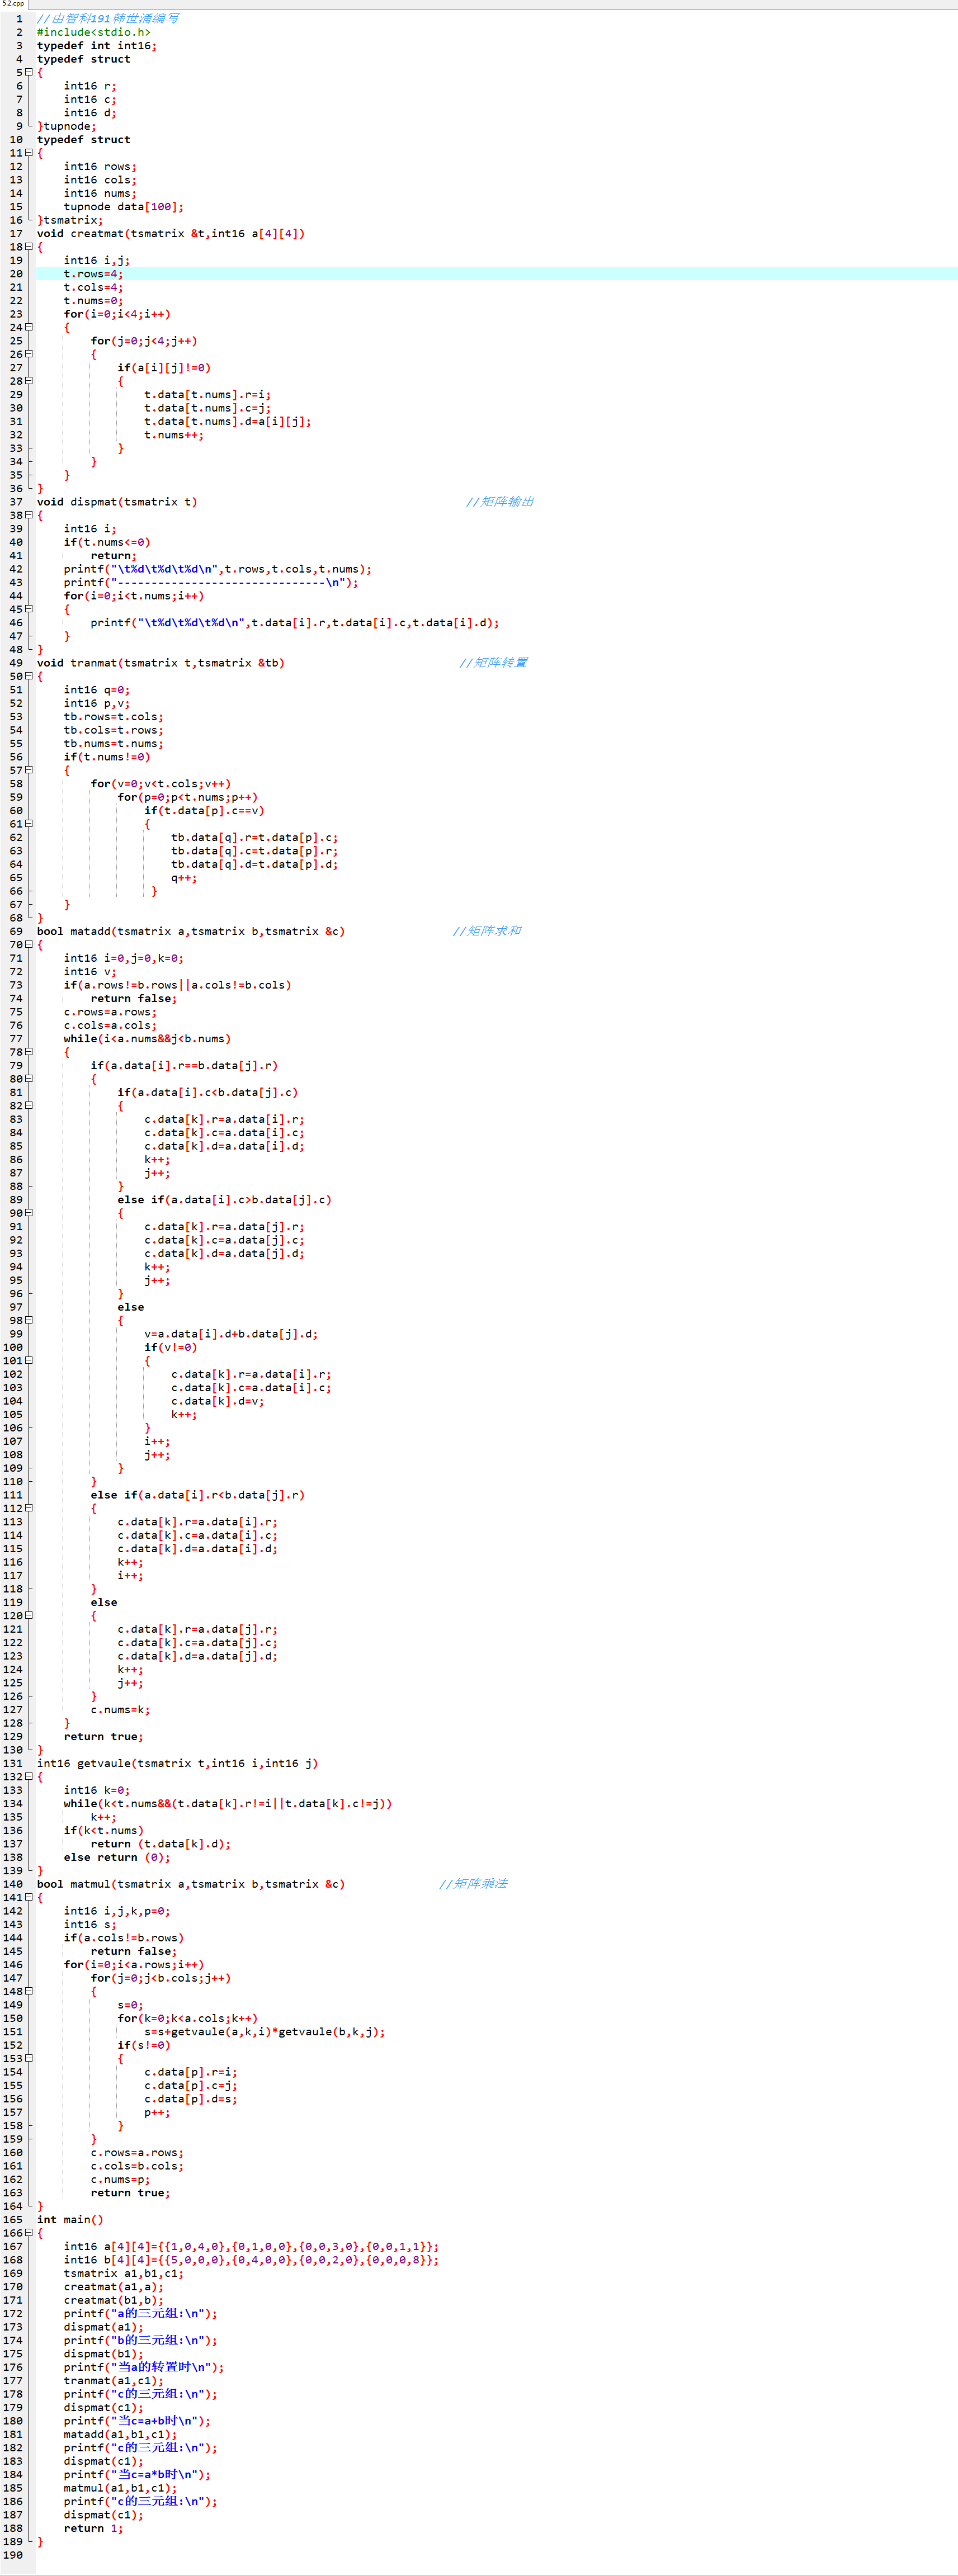 5.2.cpp
1 //由智科191韩世涌编写
2 #include<stdio.h>
3 typedef int int16;
4 typedef struct
5 {
6 int16 r;
7 int16 c;
8 int16 d;
9 }tupnode;
10 typedef struct
11 {
12 int16 rows;
13 int16 cols;
14 int16 nums;
15 tupnode data[100];
16 }tsmatrix;
17 void creatmat(tsmatrix &t,int16 a[4][4])
18 {
19 int16 i,j;
20 t.rows=4;
21 t.cols=4;
22 t.nums=0;
23 for(i=0;i<4;i++)
24 {
25 for(j=0;j<4;j++)
26 {
27 if(a[i][j]!=0)
28 {
29 t.data[t.nums].r=i;
30 t.data[t.nums].c=j;
31 t.data[t.nums].d=a[i][j];
32 t.nums++;
33 }
34 }
35 }
36 }
37 void dispmat(tsmatrix t) //矩阵输出
38 {
39 int16 i;
40 if(t.nums<=0)
41 return;
42 printf("\t%d\t%d\t%d\n",t.rows,t.cols,t.nums);
43 printf("-------------------------------\n");
44 for(i=0;i<t.nums;i++)
45 {
46 printf("\t%d\t%d\t%d\n",t.data[i].r,t.data[i].c,t.data[i].d);
47 }
48 }
49 void tranmat(tsmatrix t,tsmatrix &tb) //矩阵转置
50 {
51 int16 q=0;
52 int16 p,v;
53 tb.rows=t.cols;
54 tb.cols=t.rows;
55 tb.nums=t.nums;
56 if(t.nums!=0)
57 {
58 for(v=0;v<t.cols;v++)
59 for(p=0;p<t.nums;p++)
60 if(t.data[p].c==v)
61 {
62 tb.data[q].r=t.data[p].c;
63 tb.data[q].c=t.data[p].r;
64 tb.data[q].d=t.data[p].d;
65 q++;
66 }
67 }
68 }
69 bool matadd(tsmatrix a,tsmatrix b,tsmatrix &c) //矩阵求和
70 {
71 int16 i=0,j=0,k=0;
72 int16 v;
73 if(a.rows!=b.rows||a.cols!=b.cols)
74 return false;
75 c.rows=a.rows;
76 c.cols=a.cols;
77 while(i<a.nums&&j<b.nums)
78 {
79 if(a.data[i].r==b.data[j].r)
80 {
81 if(a.data[i].c<b.data[j].c)
82 {
83 c.data[k].r=a.data[i].r;
84 c.data[k].c=a.data[i].c;
85 c.data[k].d=a.data[i].d;
86 k++;
87 j++;
88 }
89 else if(a.data[i].c>b.data[j].c)
90 {
91 c.data[k].r=a.data[j].r;
92 c.data[k].c=a.data[j].c;
93 c.data[k].d=a.data[j].d;
94 k++;
95 j++;
96 }
97 else
98 {
99 v=a.data[i].d+b.data[j].d;
100 if(v!=0)
101 {
102 c.data[k].r=a.data[i].r;
103 c.data[k].c=a.data[i].c;
104 c.data[k].d=v;
105 k++;
106 }
107 i++;
108 j++;
109 }
110 }
111 else if(a.data[i].r<b.data[j].r)
112 {
113 c.data[k].r=a.data[i].r;
114 c.data[k].c=a.data[i].c;
115 c.data[k].d=a.data[i].d;
116 k++;
117 i++;
118 }
119 else
120 {
121 c.data[k].r=a.data[j].r;
122 c.data[k].c=a.data[j].c;
123 c.data[k].d=a.data[j].d;
124 k++;
125 j++;
126 }
127 c.nums=k;
128 }
129 return true;
130 }
131 int16 getvaule(tsmatrix t,int16 i,int16 j)
132 {
133 int16 k=0;
134 while(k<t.nums&&(t.data[k].r!=i||t.data[k].c!=j))
135 k++;
136 if(k<t.nums)
137 return (t.data[k].d);
138 else return (0);
139 }
140 bool matmul(tsmatrix a,tsmatrix b,tsmatrix &c) //矩阵乘法
141 {
142 int16 i,j,k,p=0;
143 int16 s;
144 if(a.cols!=b.rows)
145 return false;
146 for(i=0;i<a.rows;i++)
147 for(j=0;j<b.cols;j++)
148 {
149 s=0;
150 for(k=0;k<a.cols;k++)
151 s=s+getvaule(a,k,i)*getvaule(b,k,j);
152 if(s!=0)
153 {
154 c.data[p].r=i;
155 c.data[p].c=j;
156 c.data[p].d=s;
157 p++;
158 }
159 }
160 c.rows=a.rows;
161 c.cols=b.cols;
162 c.nums=p;
163 return true;
164 }
165 int main()
166 {
167 int16 a[4][4]={{1,0,4,0},{0,1,0,0},{0,0,3,0},{0,0,1,1}};
168 int16 b[4][4]={{5,0,0,0},{0,4,0,0},{0,0,2,0},{0,0,0,8}};
169 tsmatrix a1,b1,c1;
170 creatmat(a1,a);
171 creatmat(b1,b);
172 printf("a的三元组:\n");
173 dispmat(a1);
174 printf("b的三元组:\n");
175 dispmat(b1);
176 printf("当a的转置时\n");
177 tranmat(a1,c1);
178 printf("c的三元组:\n");
179 dispmat(c1);
180 printf("当c=a+b时\n");
181 matadd(a1,b1,c1);
182 printf("c的三元组:\n");
183 dispmat(c1);
184 printf("当c=a*b时\n");
185 matmul(a1,b1,c1);
186 printf("c的三元组:\n");
187 dispmat(c1);
188 return 1;
189 }
190